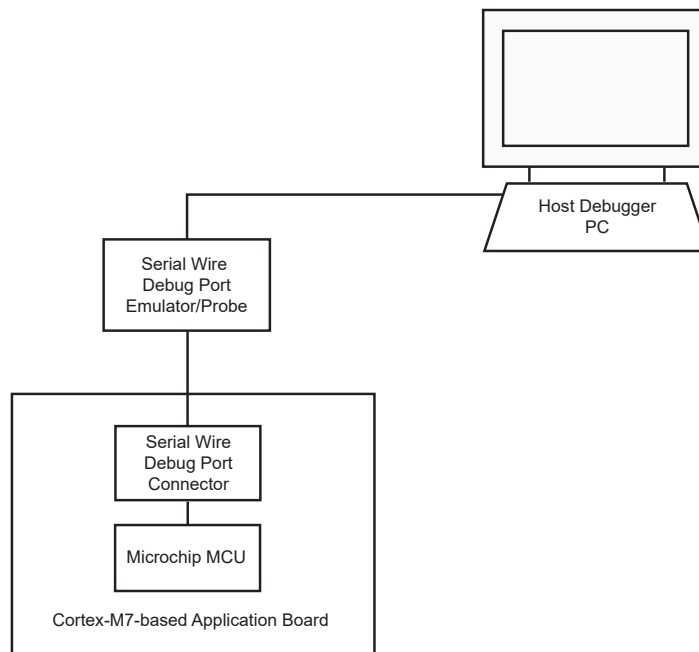 Host Debugger
PC
Serial Wire
Debug Port
Emulator/Probe
Serial Wire
Debug Port
Connector
Microchip MCU
Cortex-M7-based Application Board